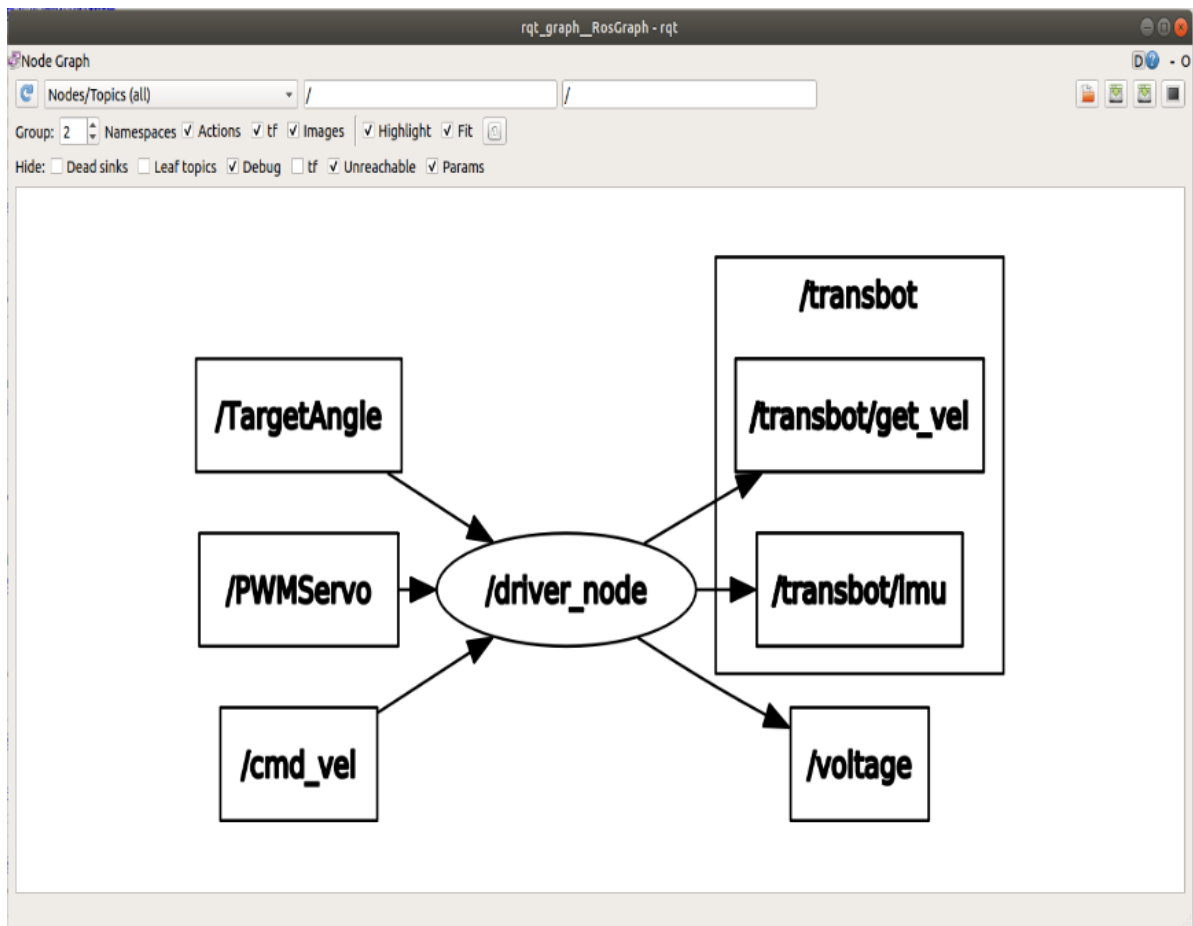 rqt_graph__RosGraph - rqt
Node Graph
D ? - O
Nodes/Topics (all) / /
Group: 2 Namespaces Actions tf Images Highlight Fit
Hide: Dead sinks Leaf topics Debug tf Unreachable Params
/transbot
/TargetAngle
/transbot/get_vel
/PWMServo
/driver_node
/transbot/Imu
/cmd_vel
/voltage